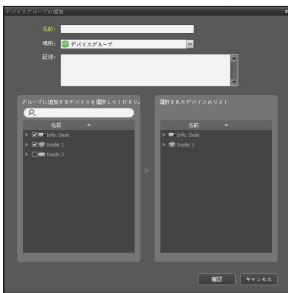 デバイスグループの追加
名前:
場所: デバイスグループ
記述:
グループに追加するデバイスを選択してください。
名前
Info. Desk
Inside 1
Inside 2
選択されたデバイスのリスト
名前
Info. Desk
Inside 1
確認 キャンセル